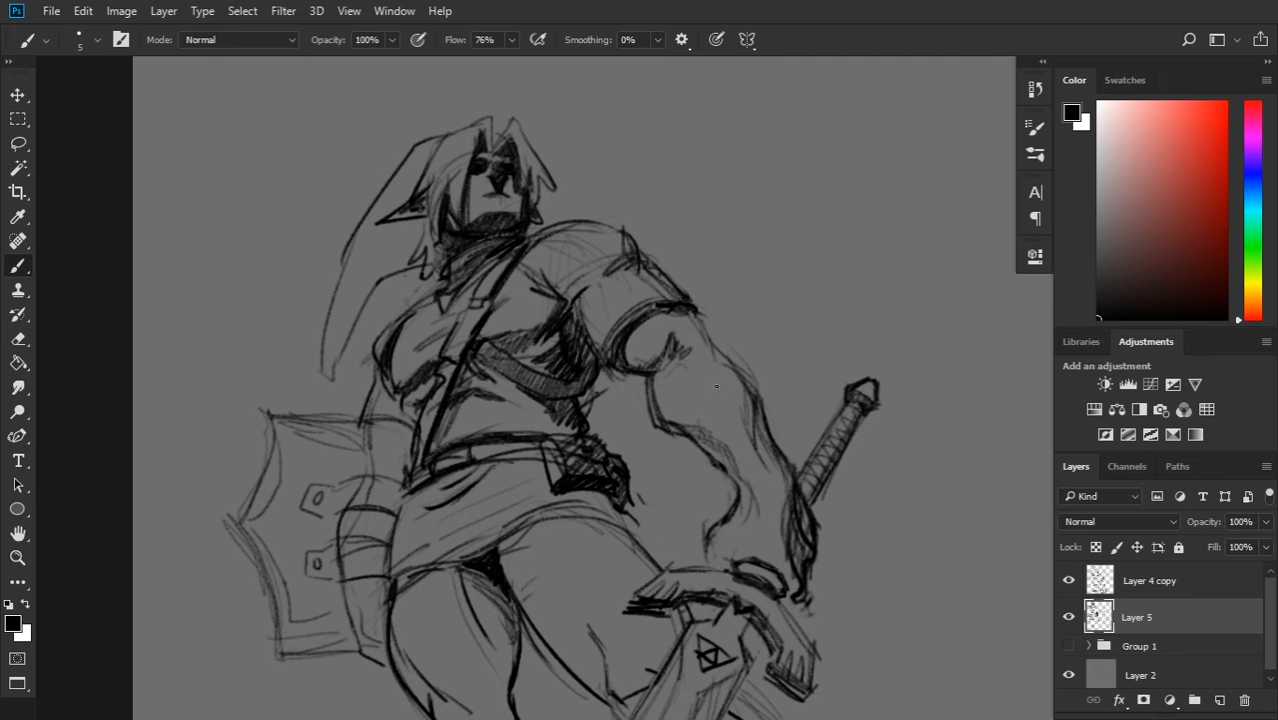 Ps File Edit Image Layer Type Select Filter 3D View Window Help
5 Mode: Normal Opacity: 100% Flow: 76% Smoothing: 0%
Color Swatches
Libraries Adjustments
Add an adjustment
Layers Channels Paths
Kind
Normal Opacity: 100%
Lock: Fill: 100%
Layer 4 copy
Layer 5
Group 1
Layer 2